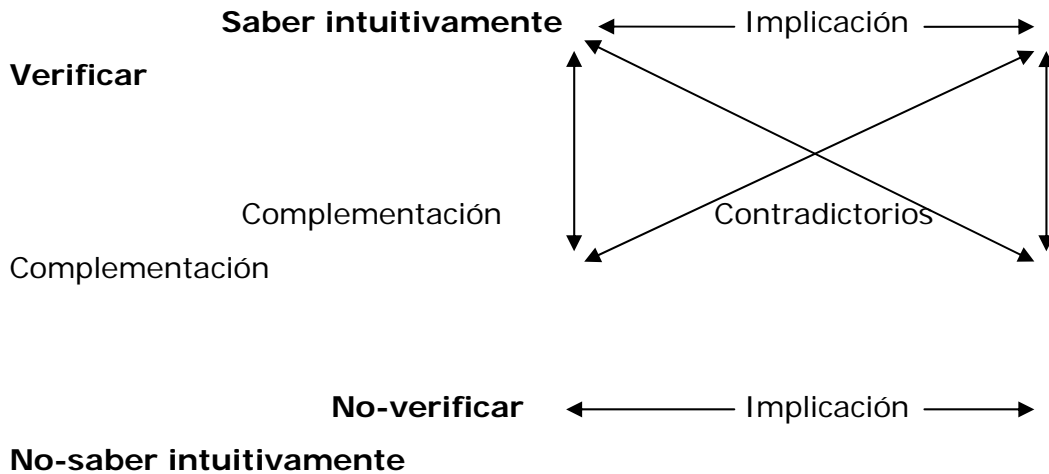 Saber intuitivamente Implicación
Verificar
Complementación Contradictorios
Complementación
No-verificar Implicación
No-saber intuitivamente